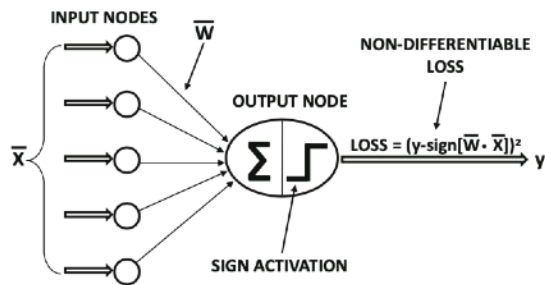 INPUT NODES
W
NON-DIFFERENTIABLE
LOSS
OUTPUT NODE
X
Σ
LOSS = (y-sign[W • X])²
y
SIGN ACTIVATION